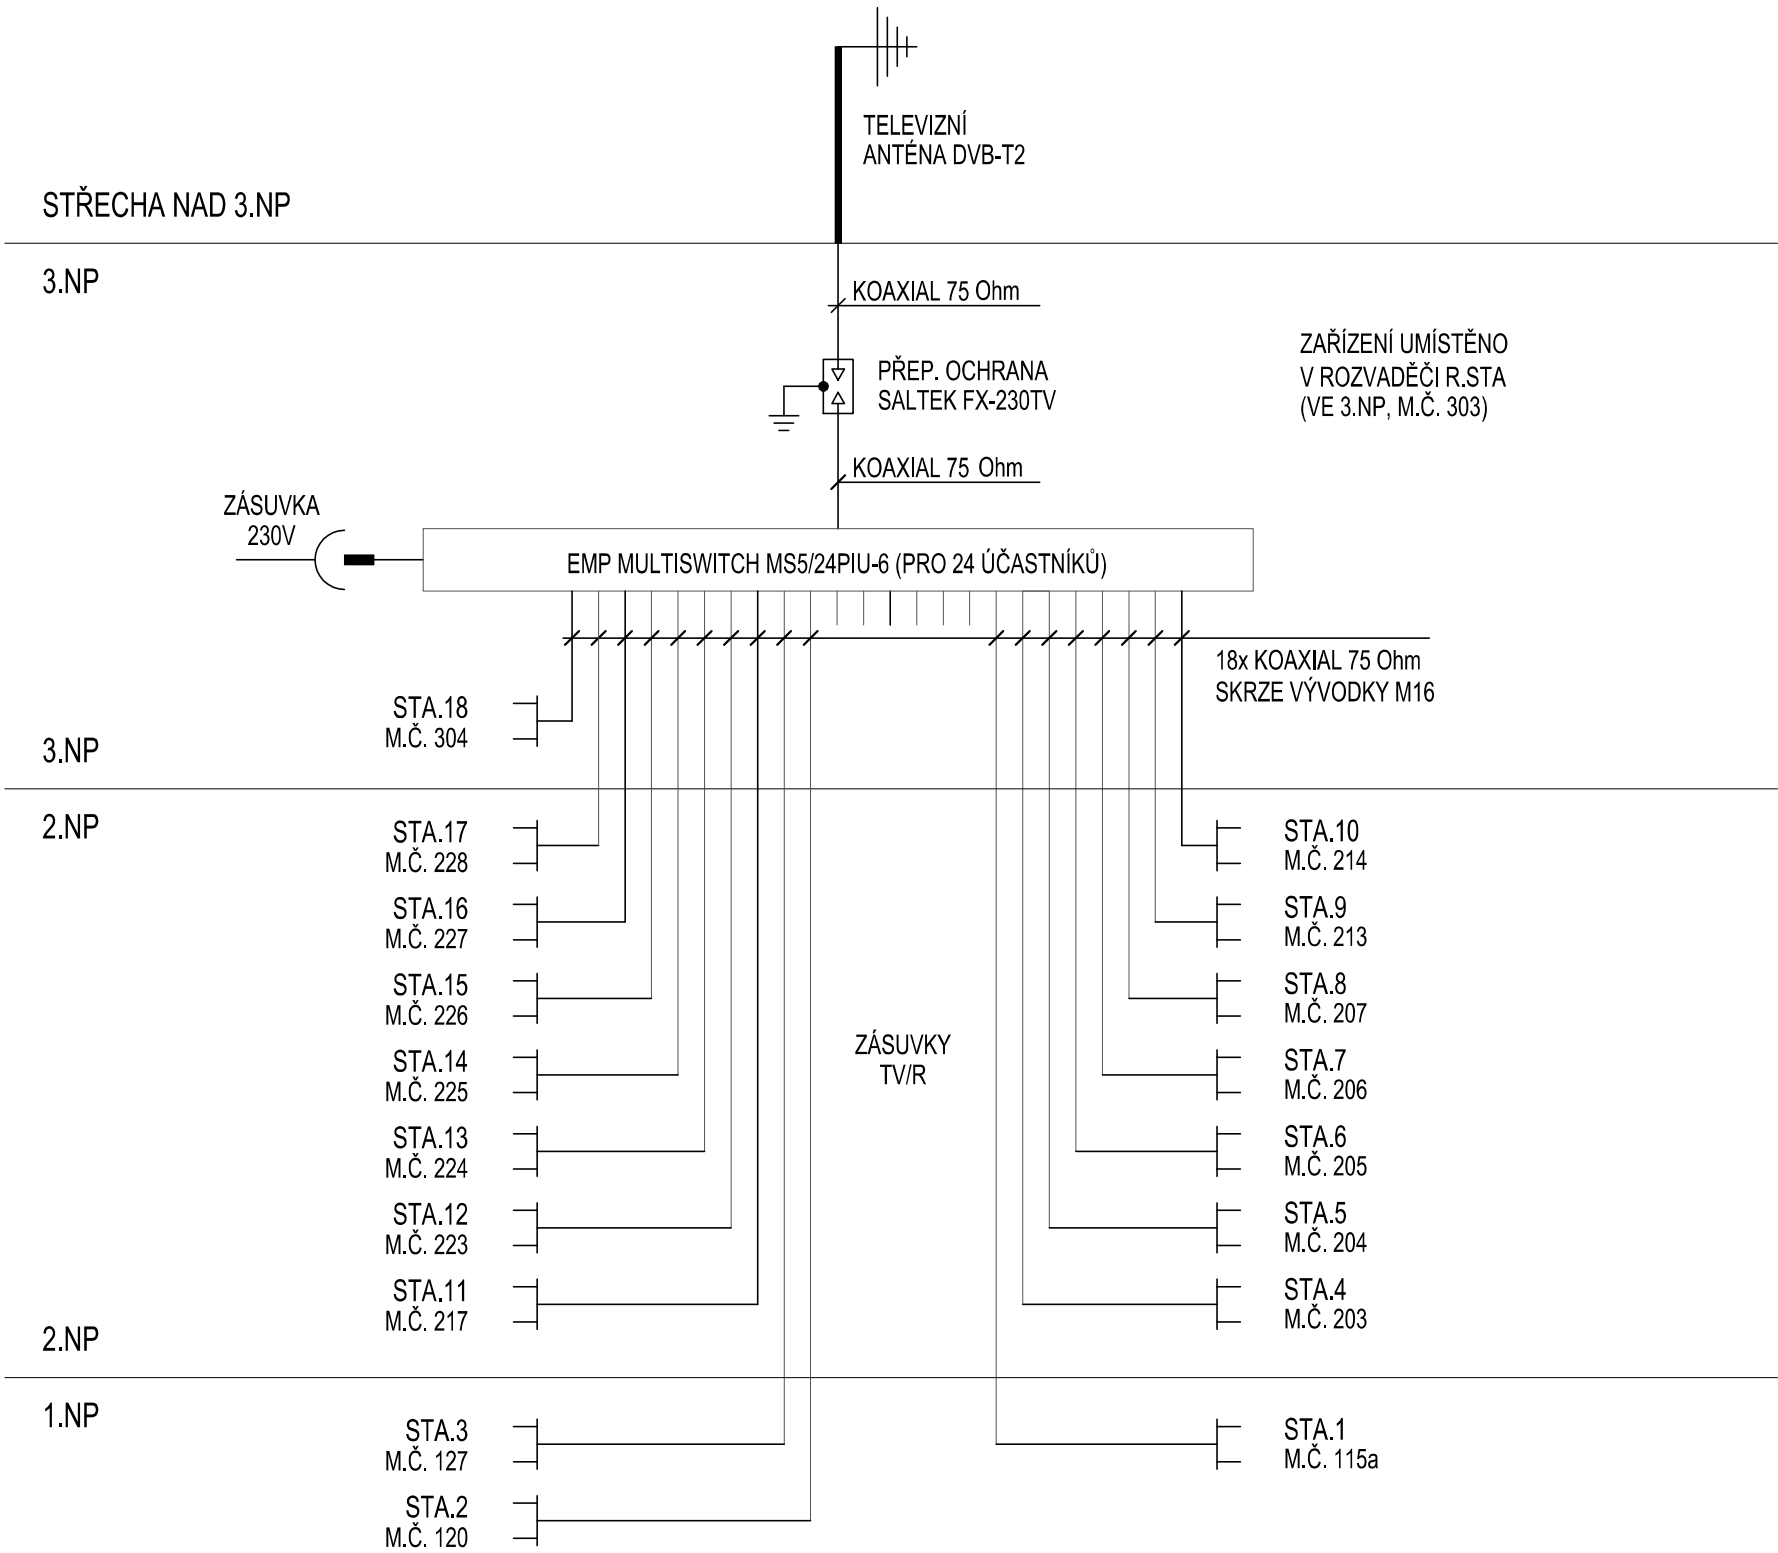 TELEVIZNÍ
ANTÉNA DVB-T2
STŘECHA NAD 3.NP
3.NP
KOAXIAL 75 Ohm
ZAŘÍZENÍ UMÍSTĚNO
V ROZVADĚČI R.STA
(VE 3.NP, M.Č. 303)
PŘEP. OCHRANA
SALTEK FX-230TV
KOAXIAL 75 Ohm
ZÁSUVKA
230V
EMP MULTISWITCH MS5/24PIU-6 (PRO 24 ÚČASTNÍKŮ)
18x KOAXIAL 75 Ohm
SKRZE VÝVODKY M16
STA.18
M.Č. 304
3.NP
2.NP
STA.17
M.Č. 228
STA.10
M.Č. 214
STA.16
M.Č. 227
STA.9
M.Č. 213
STA.15
M.Č. 226
STA.8
M.Č. 207
ZÁSUVKY
TV/R
STA.14
M.Č. 225
STA.7
M.Č. 206
STA.13
M.Č. 224
STA.6
M.Č. 205
STA.12
M.Č. 223
STA.5
M.Č. 204
STA.11
M.Č. 217
STA.4
M.Č. 203
2.NP
1.NP
STA.3
M.Č. 127
STA.1
M.Č. 115a
STA.2
M.Č. 120